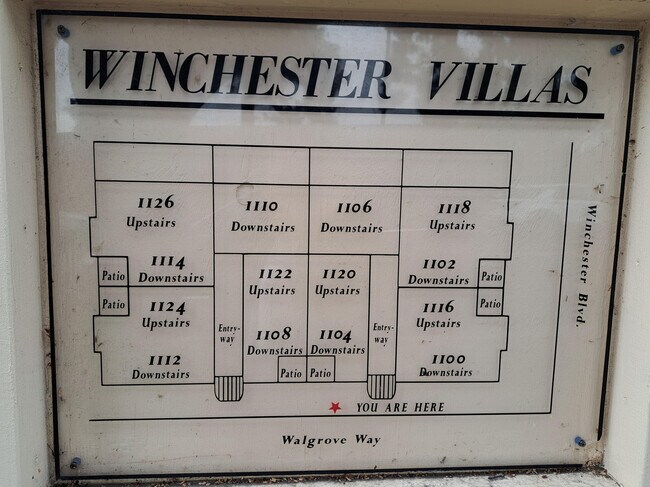 WINCHESTER VILLAS
1126
Upstairs
1110
Downstairs
1106
Downstairs
1118
Upstairs
1114
Downstairs
Patio
1122
Upstairs
1120
Upstairs
1102
Downstairs
Patio
Patio
1124
Upstairs
1116
Upstairs
Patio
Entry-
way
1108
Downstairs
1104
Downstairs
Entry-
way
1112
Downstairs
Patio
Patio
1100
Downstairs
Winchester Blvd.
YOU ARE HERE
Walgrove Way